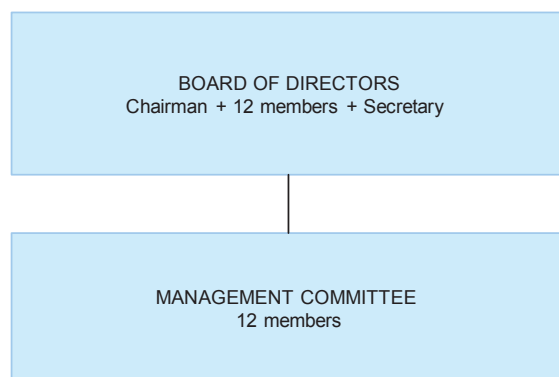 BOARD OF DIRECTORS
Chairman + 12 members + Secretary
MANAGEMENT COMMITTEE
12 members